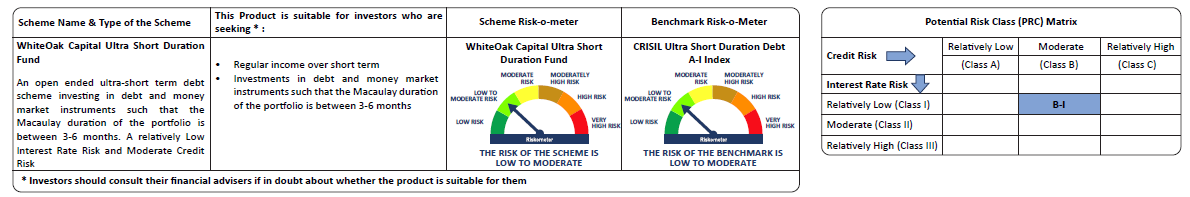 Scheme Name & Type of the Scheme
This Product is suitable for investors who are
seeking * :
Scheme Risk-o-meter
Benchmark Risk-o-Meter
WhiteOak Capital Ultra Short Duration
Fund
An open ended ultra-short term debt
scheme investing in debt and money
market instruments such that the
Macaulay duration of the portfolio is
between 3-6 months. A relatively Low
Interest Rate Risk and Moderate Credit
Risk
• Regular income over short term
• Investments in debt and money market
instruments such that the Macaulay duration
of the portfolio is between 3-6 months
WhiteOak Capital Ultra Short
Duration Fund
LOW RISK
LOW TO
MODERATE RISK
MODERATE
RISK
MODERATELY
HIGH RISK
HIGH RISK
VERY
HIGH RISK
Riskometer
THE RISK OF THE SCHEME IS
LOW TO MODERATE
CRISIL Ultra Short Duration Debt
A-I Index
LOW RISK
LOW TO
MODERATE RISK
MODERATE
RISK
MODERATELY
HIGH RISK
HIGH RISK
VERY
HIGH RISK
Riskometer
THE RISK OF THE BENCHMARK IS
LOW TO MODERATE
* Investors should consult their financial advisers if in doubt about whether the product is suitable for them
Potential Risk Class (PRC) Matrix
Credit Risk
Relatively Low
(Class A)
Moderate
(Class B)
Relatively High
(Class C)
Interest Rate Risk
Relatively Low (Class I)
B-I
Moderate (Class II)
Relatively High (Class III)